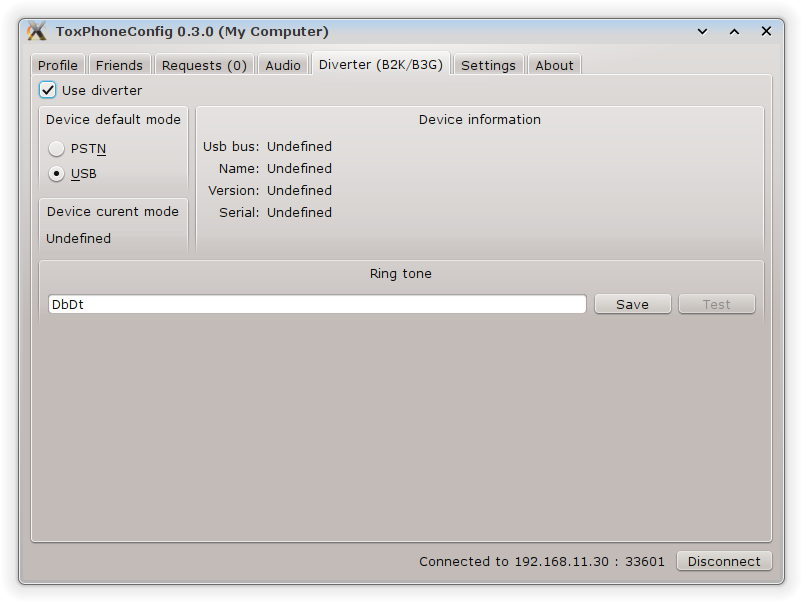 ToxPhoneConfig 0.3.0 (My Computer)
Profile Friends Requests (0) Audio Diverter (B2K/B3G) Settings About
Use diverter
Device default mode
PSTN
USB
Device curent mode
Undefined
Device information
Usb bus: Undefined
Name: Undefined
Version: Undefined
Serial: Undefined
Ring tone
DbDt Save Test
Connected to 192.168.11.30 : 33601 Disconnect